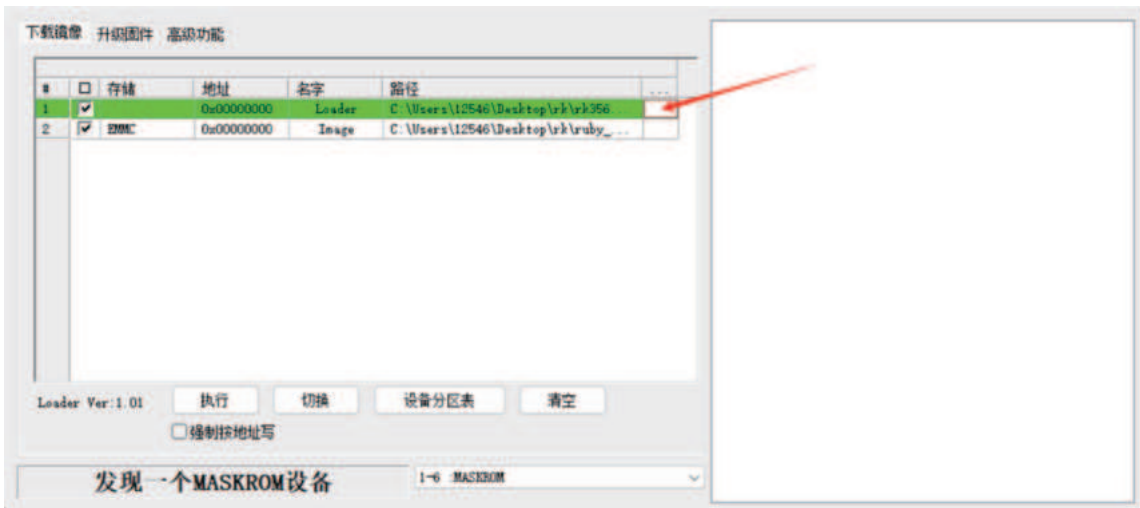 下载镜像 升级固件 高级功能
# 存储 地址 名字 路径 ...
1 0x00000000 Loader C:\Users\12546\Desktop\rk\rk356...
2 EMMC 0x00000000 Image C:\Users\12546\Desktop\rk\ruby_...
Loader Ver:1.01 执行 切换 设备分区表 清空
强制按地址写
发现一个MASKROM设备 1-6 :MASKROM